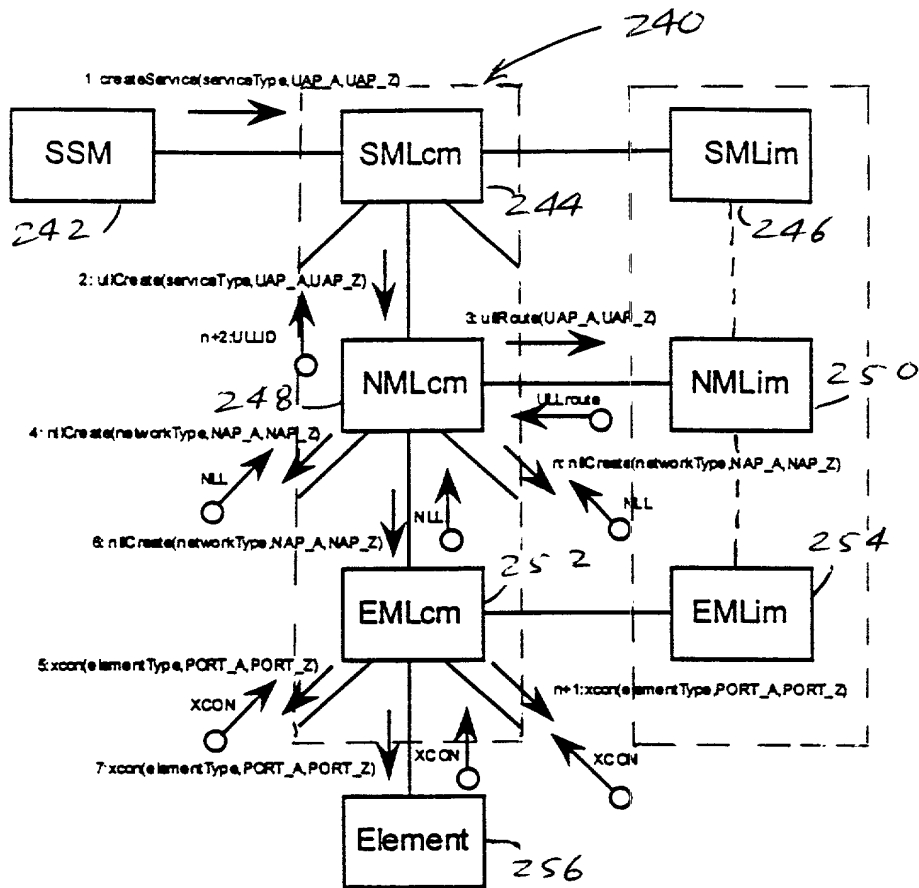 240
1: createService(serviceType,UAP_A,UAP_Z)
SSM
SMLcm
SMLim
242
244
246
2: ullCreate(serviceType,UAP_A,UAP_Z)
3: ullRoute(UAP_A,UAP_Z)
n+2:ULLID
NMLcm
NMLim
248
250
ULLroute
4: nllCreate(networkType,NAP_A,NAP_Z)
n: nllCreate(networkType,NAP_A,NAP_Z)
NLL
NLL
NLL
6: nllCreate(networkType,NAP_A,NAP_Z)
252
254
EMLcm
EMLim
5:xcon(elementType,PORT_A,PORT_Z)
n+1:xcon(elementType,PORT_A,PORT_Z)
XCON
XCON
XCON
7:xcon(elementType,PORT_A,PORT_Z)
Element
256